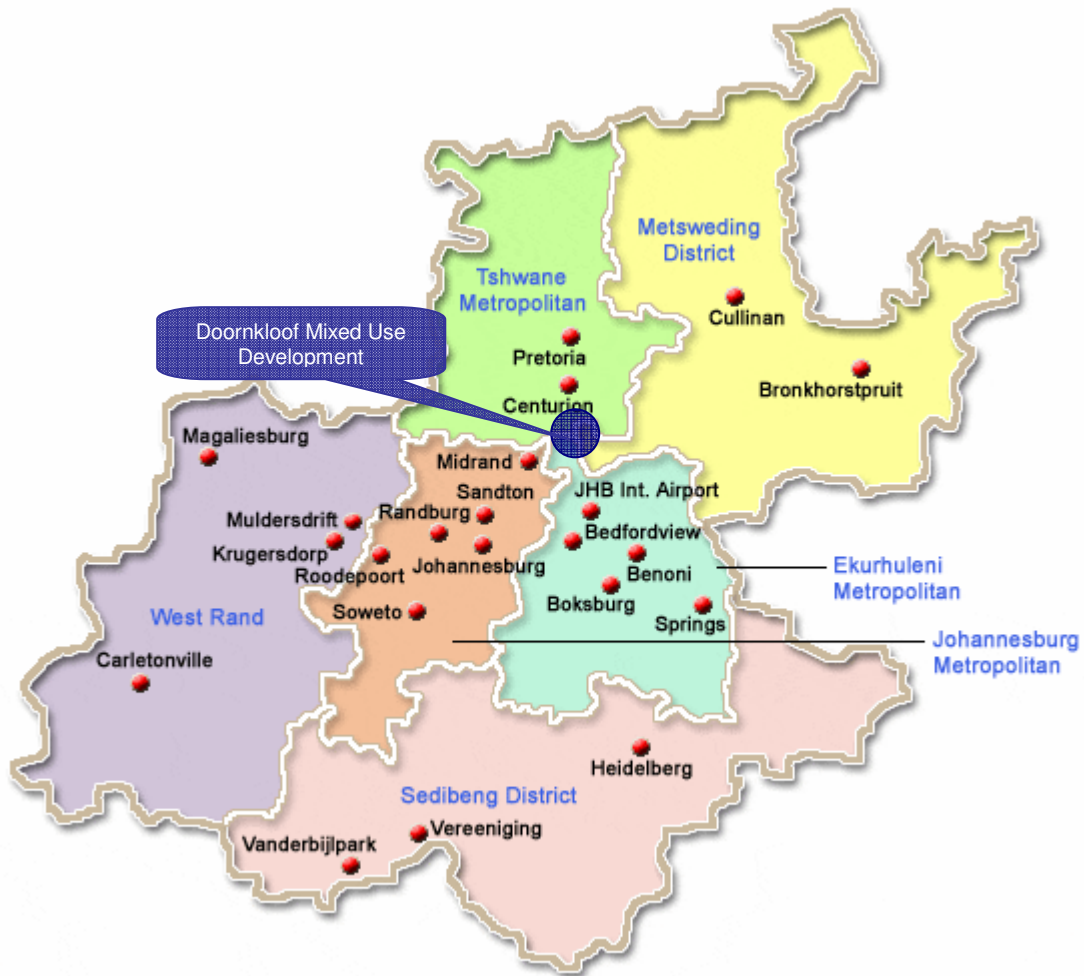 Metsweding
District
Tshwane
Metropolitan
Cullinan
Doornkloof Mixed Use
Development
Pretoria
Bronkhorstpruit
Centurion
Magaliesburg
Midrand
Sandton
JHB Int. Airport
Muldersdrift
Randburg
Bedfordview
Krugersdorp
Johannesburg
Roodepoort
Benoni
Ekurhuleni
Metropolitan
Boksburg
Soweto
West Rand
Springs
Johannesburg
Metropolitan
Carletonville
Heidelberg
Sedibeng District
Vereeniging
Vanderbijlpark